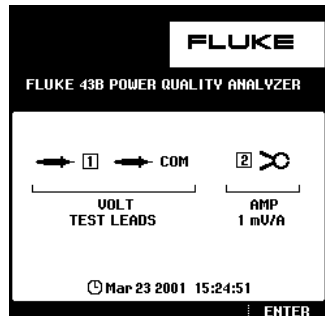 FLUKE
FLUKE 43B POWER QUALITY ANALYZER
1 COM 2
VOLT AMP
TEST LEADS 1 mV/A
Mar 23 2001 15:24:51
ENTER